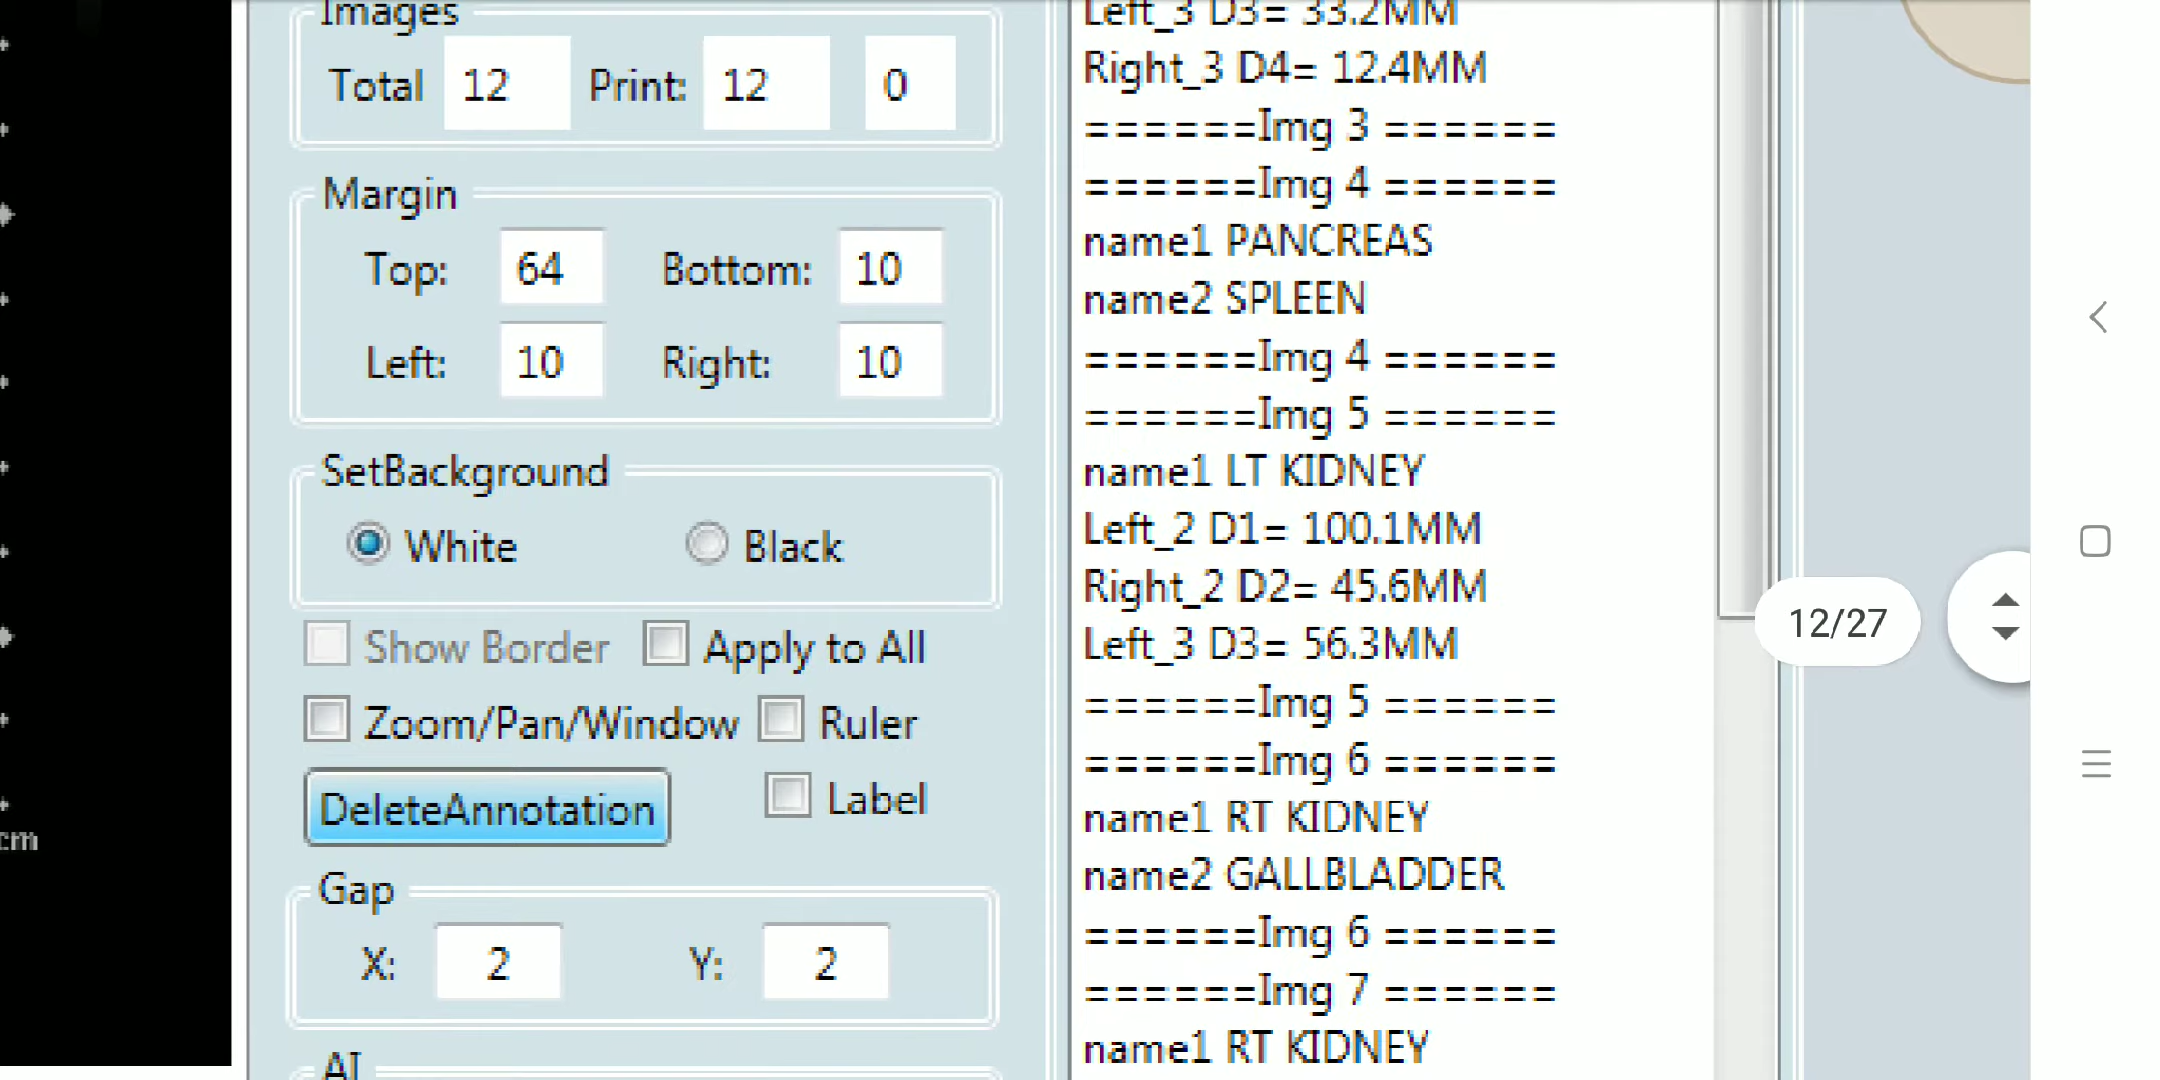 Images
Total 12 Print: 12 0
Margin
Top: 64 Bottom: 10
Left: 10 Right: 10
SetBackground
White Black
Show Border Apply to All
Zoom/Pan/Window Ruler
DeleteAnnotation Label
Gap
X: 2 Y: 2
AI
Left_3 D3= 33.2MM
Right_3 D4= 12.4MM
======Img 3 ======
======Img 4 ======
name1 PANCREAS
name2 SPLEEN
======Img 4 ======
======Img 5 ======
name1 LT KIDNEY
Left_2 D1= 100.1MM
Right_2 D2= 45.6MM
Left_3 D3= 56.3MM
======Img 5 ======
======Img 6 ======
name1 RT KIDNEY
name2 GALLBLADDER
======Img 6 ======
======Img 7 ======
name1 RT KIDNEY
12/27
cm